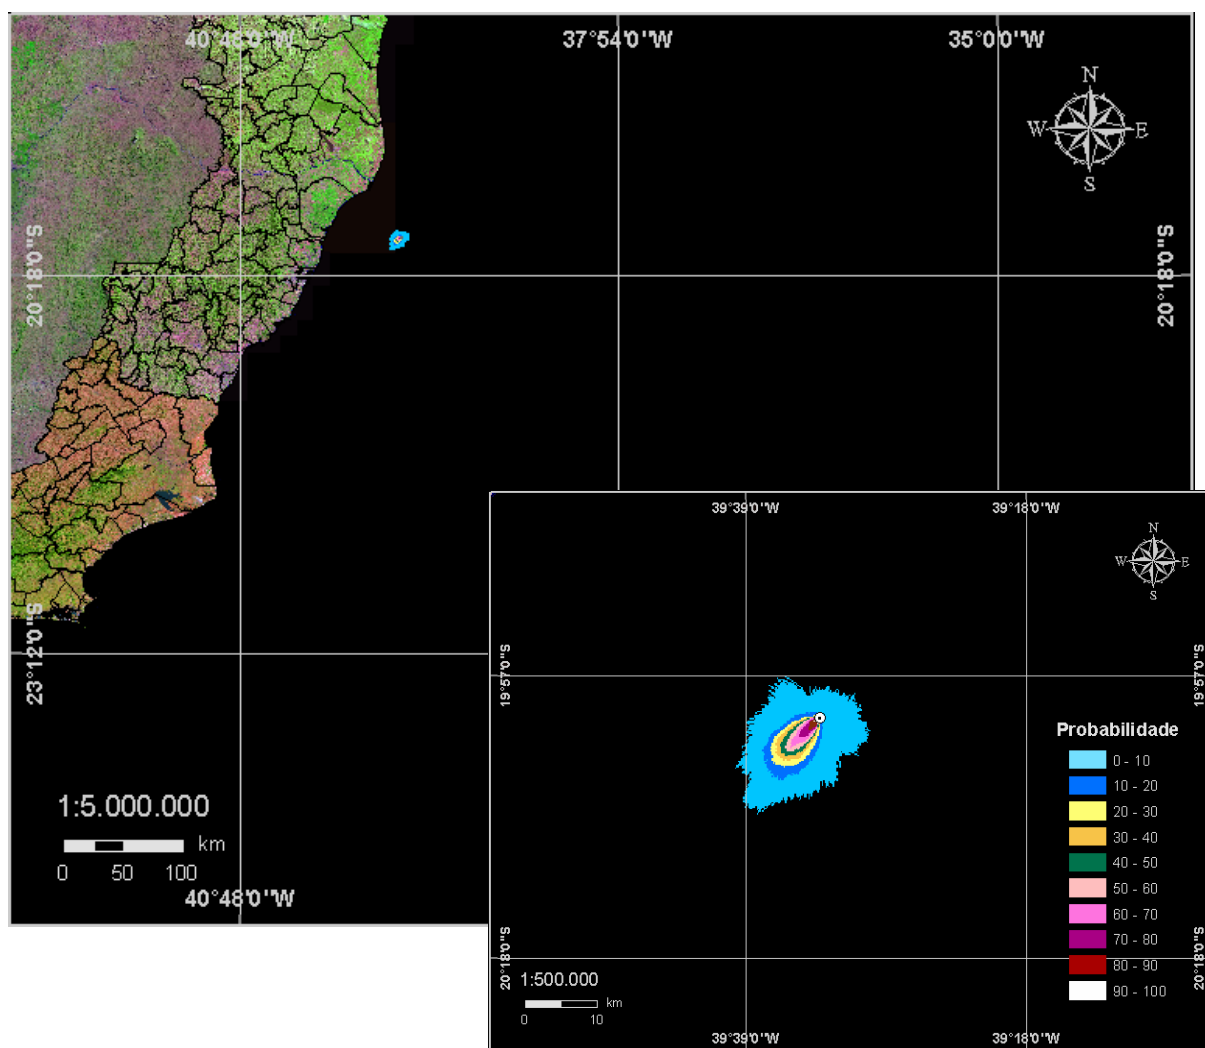 40°48'0''W 37°54'0''W 35°0'0''W
N
W E
S
20°18'0''S 20°18'0''S
23°12'0''S
1:5.000.000
km
0 50 100
40°48'0''W
39°39'0''W 39°18'0''W
N
W E
S
19°57'0''S 19°57'0''S
Probabilidade
0 - 10
10 - 20
20 - 30
30 - 40
40 - 50
50 - 60
60 - 70
70 - 80
80 - 90
90 - 100
20°18'0''S 20°18'0''S
1:500.000
km
0 10
39°39'0''W 39°18'0''W